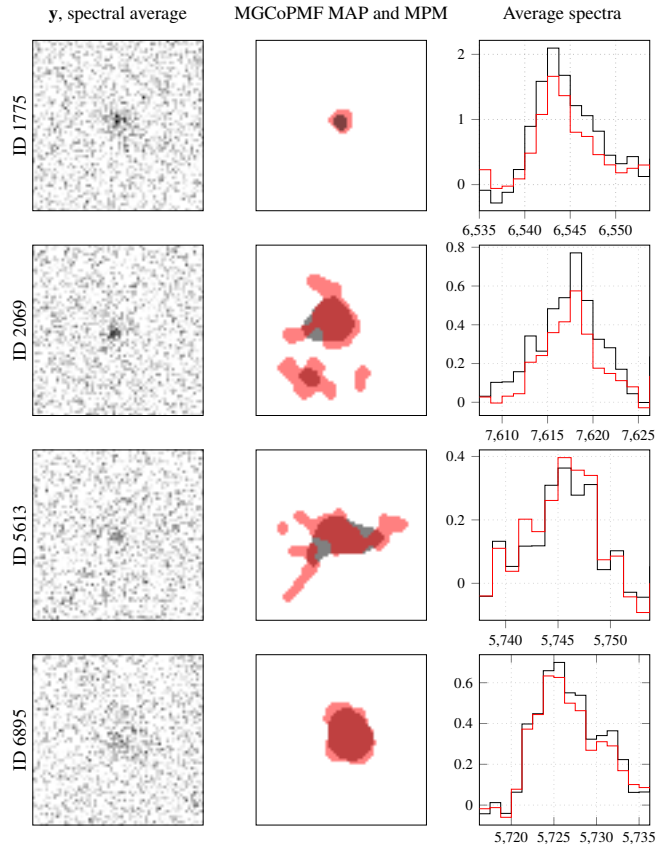 y, spectral average MGCoPMF MAP and MPM Average spectra
ID 1775
2
1
0
6,535 6,540 6,545 6,550
ID 2069
0.8
0.6
0.4
0.2
0
7,610 7,615 7,620 7,625
ID 5613
0.4
0.2
0
5,740 5,745 5,750
ID 6895
0.6
0.4
0.2
0
5,720 5,725 5,730 5,735